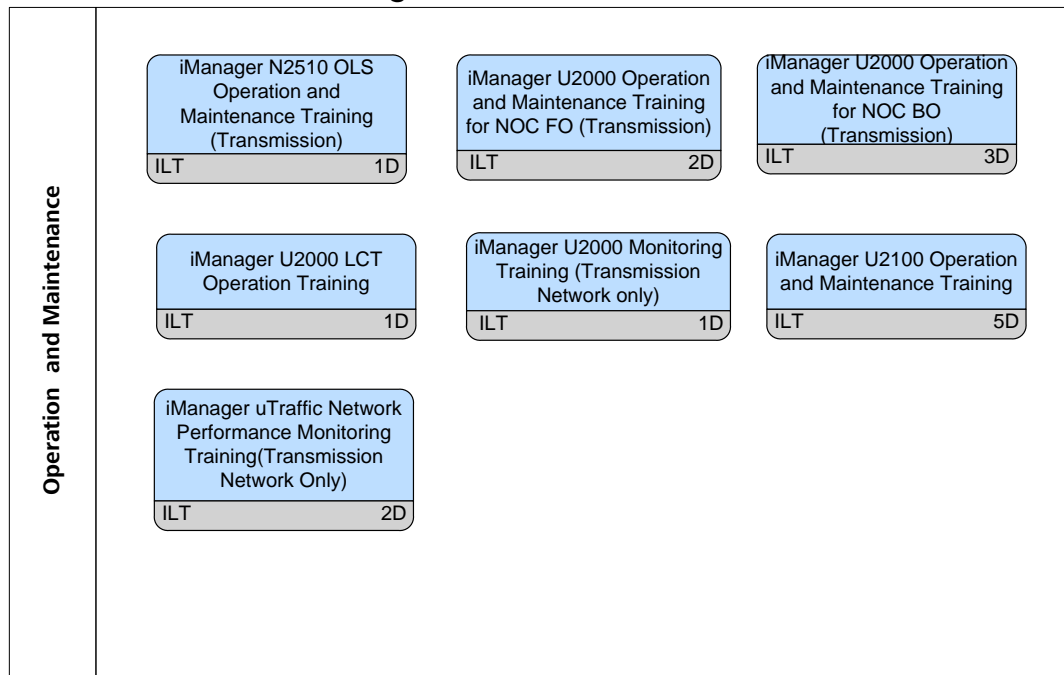 Operation and Maintenance
iManager N2510 OLS
Operation and
Maintenance Training
(Transmission)
ILT 1D
iManager U2000 Operation
and Maintenance Training
for NOC FO (Transmission)
ILT 2D
iManager U2000 Operation
and Maintenance Training
for NOC BO
(Transmission)
ILT 3D
iManager U2000 LCT
Operation Training
ILT 1D
iManager U2000 Monitoring
Training (Transmission
Network only)
ILT 1D
iManager U2100 Operation
and Maintenance Training
ILT 5D
iManager uTraffic Network
Performance Monitoring
Training(Transmission
Network Only)
ILT 2D